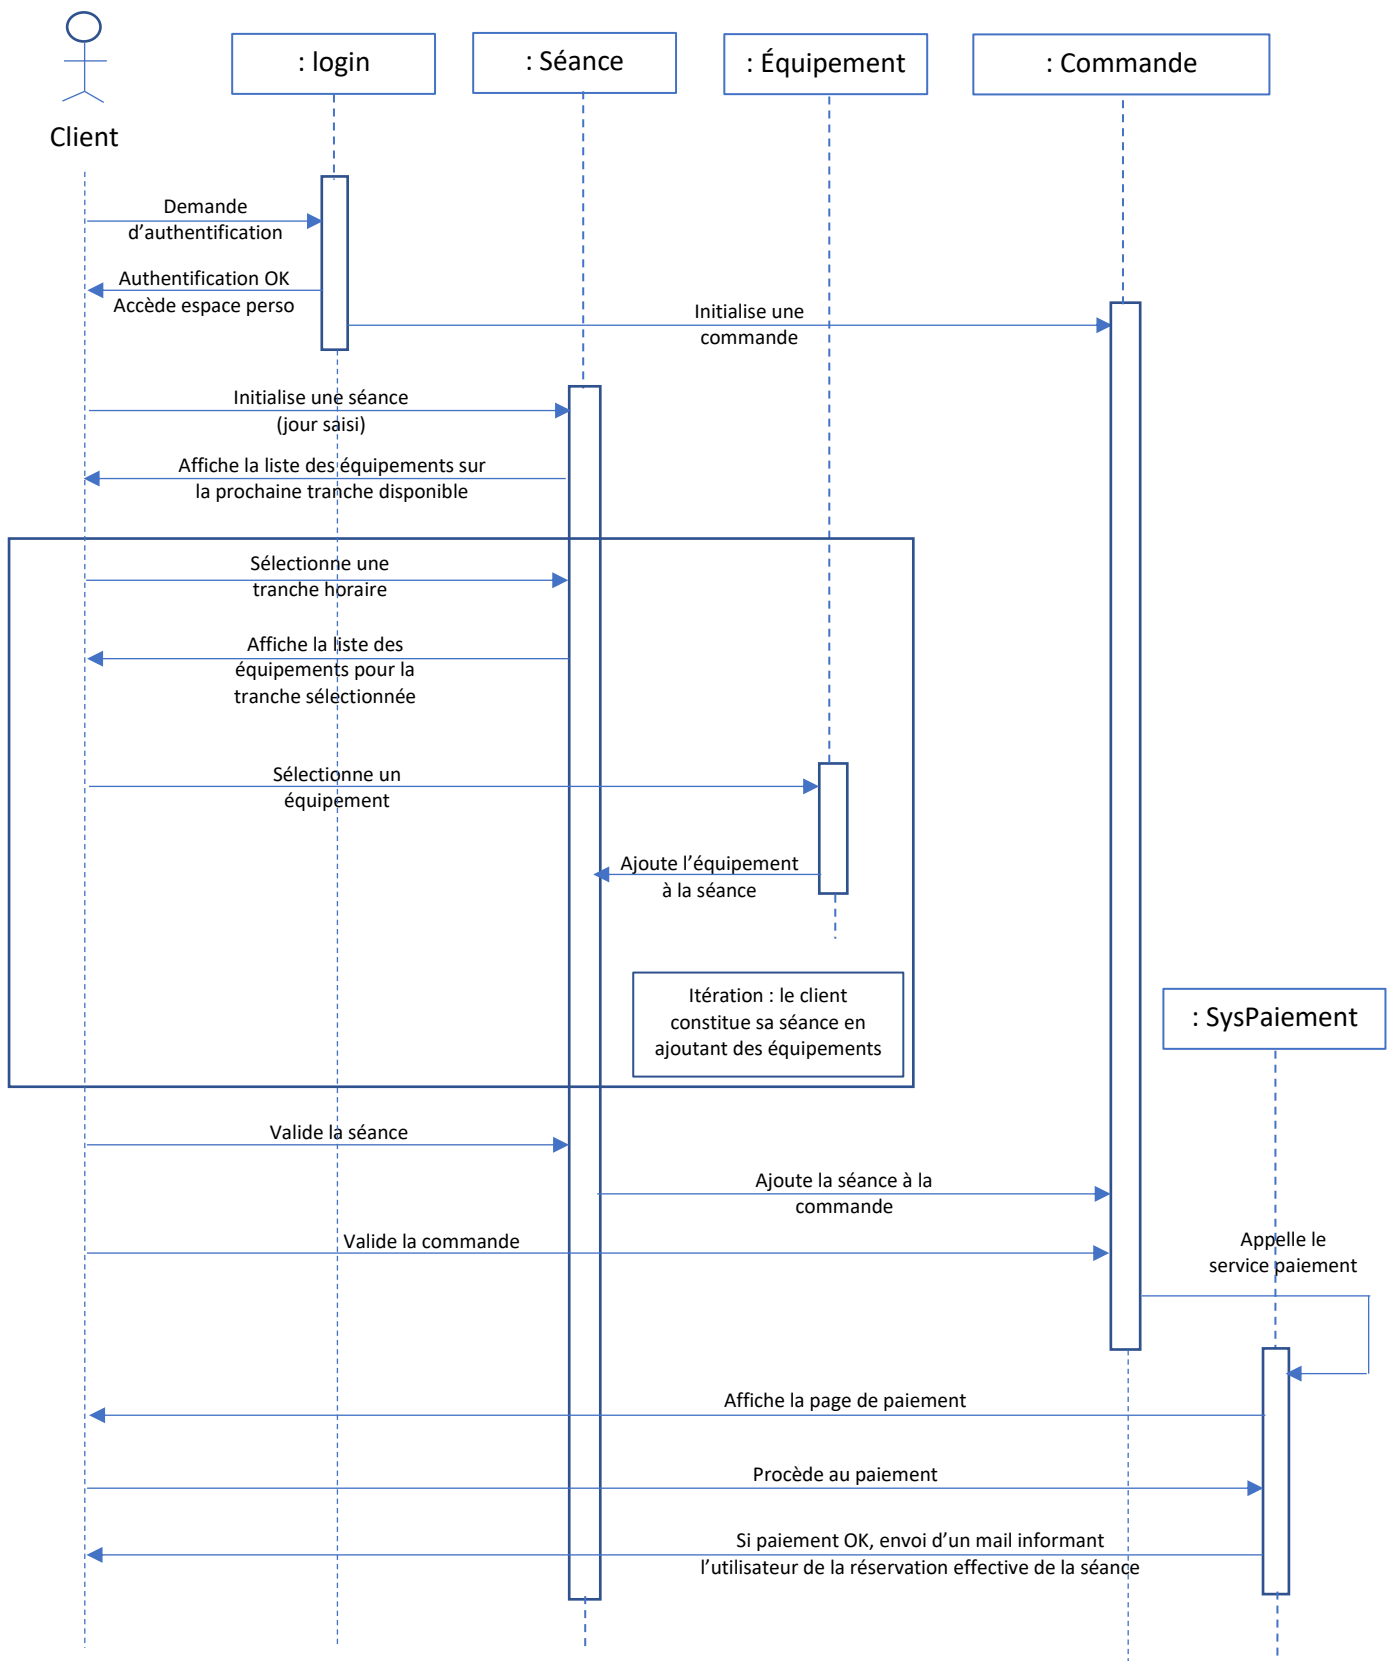 : login
: Séance
: Équipement
: Commande
Client
Demande
d’authentification
Authentification OK
Accède espace perso
Initialise une
commande
Initialise une séance
(jour saisi)
Affiche la liste des équipements sur
la prochaine tranche disponible
Sélectionne une
tranche horaire
Affiche la liste des
équipements pour la
tranche sélectionnée
Sélectionne un
équipement
Ajoute l’équipement
à la séance
Itération : le client
constitue sa séance en
ajoutant des équipements
: SysPaiement
Valide la séance
Ajoute la séance à la
commande
Valide la commande
Appelle le
service paiement
Affiche la page de paiement
Procède au paiement
Si paiement OK, envoi d’un mail informant
l’utilisateur de la réservation effective de la séance